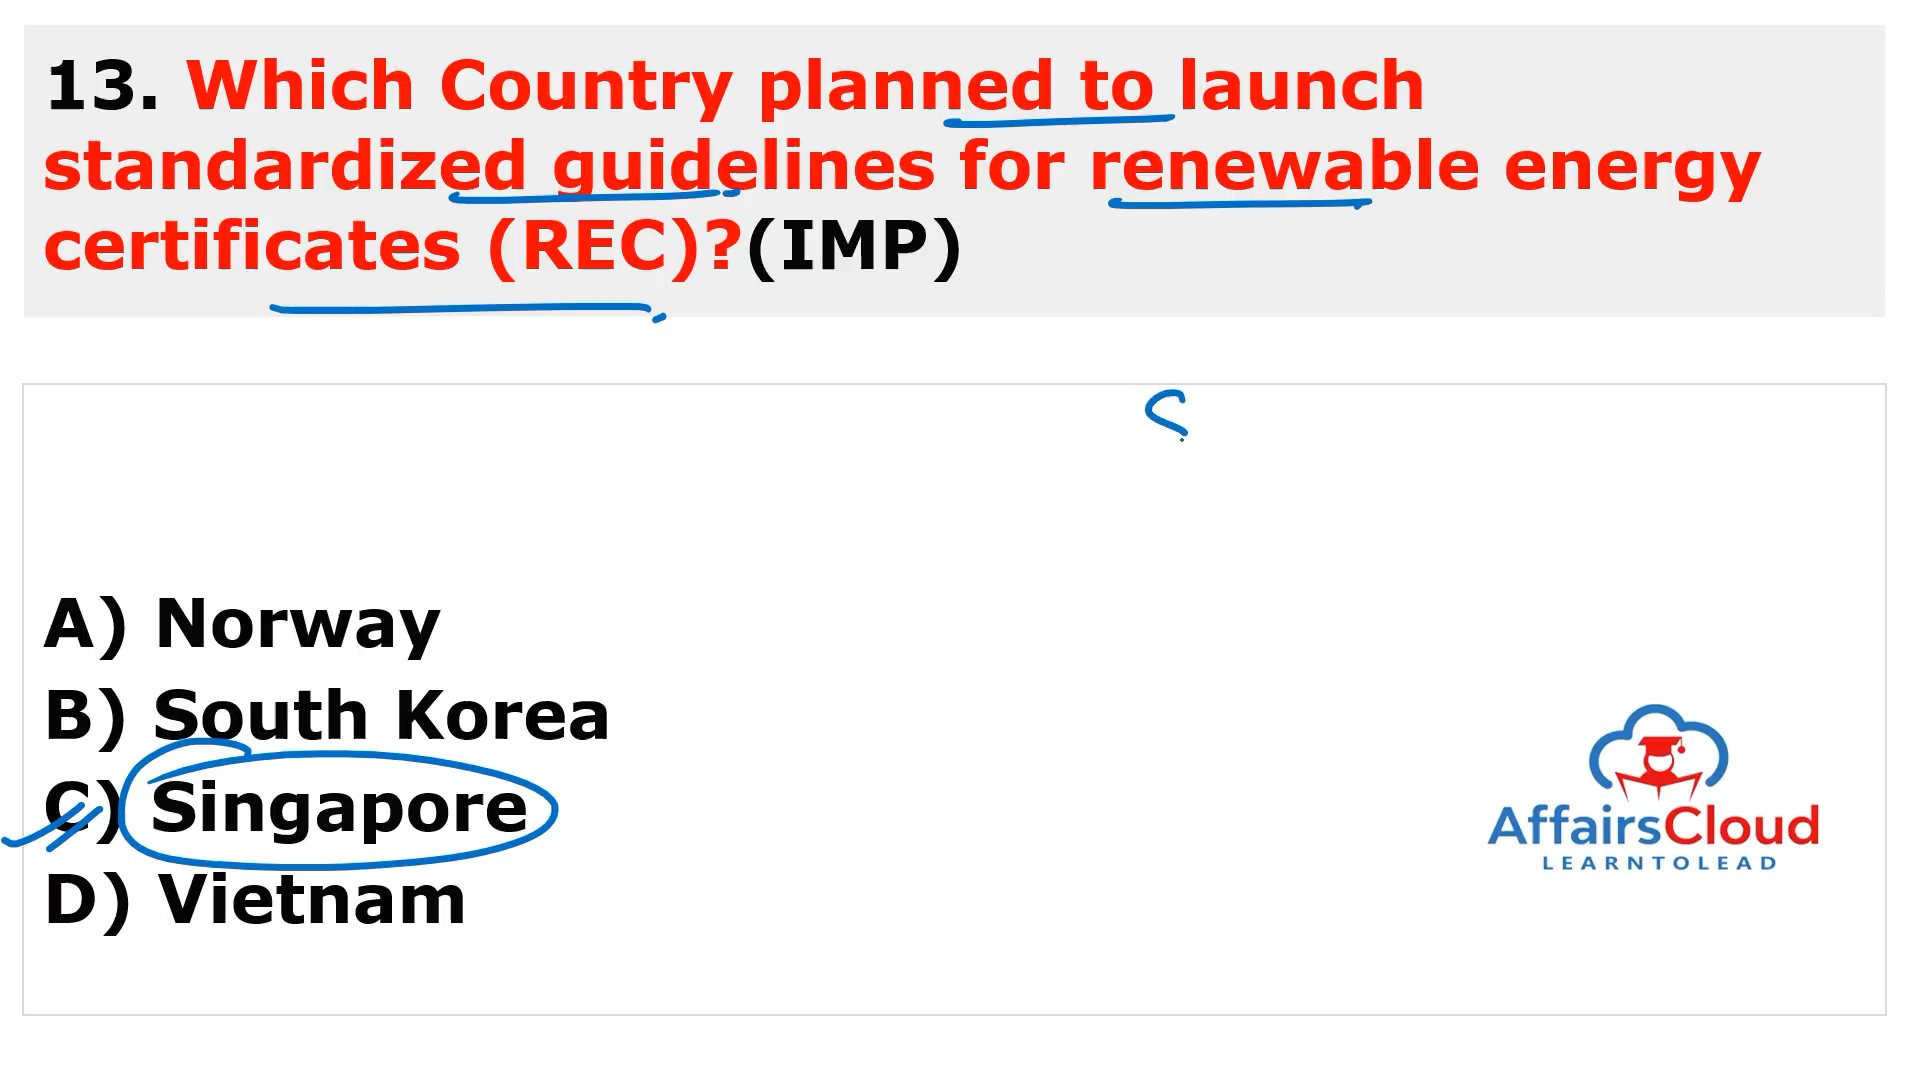 13. Which Country planned to launch
standardized guidelines for renewable energy
certificates (REC)?(IMP)
S
A) Norway
B) South Korea
C) Singapore
D) Vietnam
AffairsCloud
LEARNTOLEAD